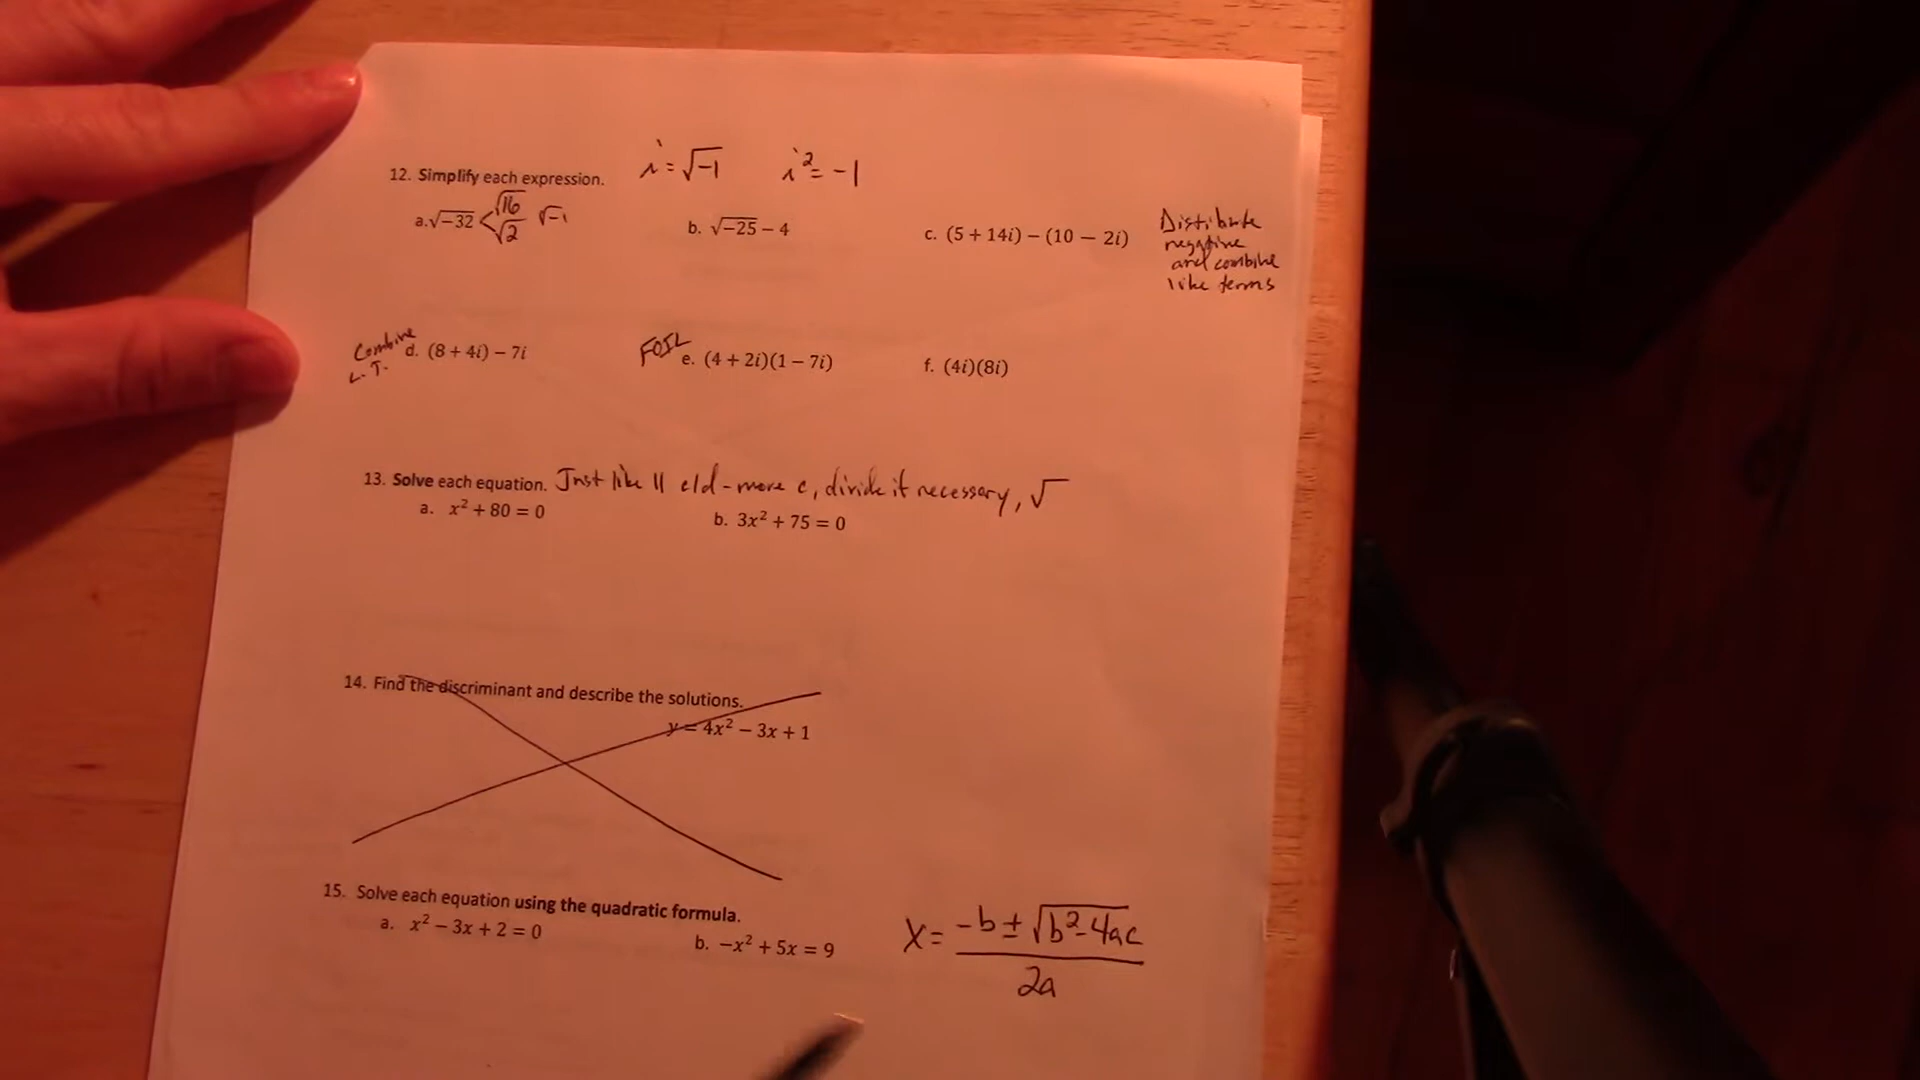 i = √-1 i² = -1
12. Simplify each expression.
a. √−32 < √16 √2 √-1
b. √−25 − 4
c. (5 + 14i) − (10 − 2i)
Distribute
negative
and combine
like terms
Combine
L.T.
d. (8 + 4i) − 7i
FOIL
e. (4 + 2i)(1 − 7i)
f. (4i)(8i)
13. Solve each equation. Just like 11 c/d - move c, divide if necessary, √
a. x² + 80 = 0
b. 3x² + 75 = 0
14. Find the discriminant and describe the solutions.
y = 4x² − 3x + 1
15. Solve each equation using the quadratic formula.
a. x² − 3x + 2 = 0
b. −x² + 5x = 9
x = -b ± √b²-4ac
2a